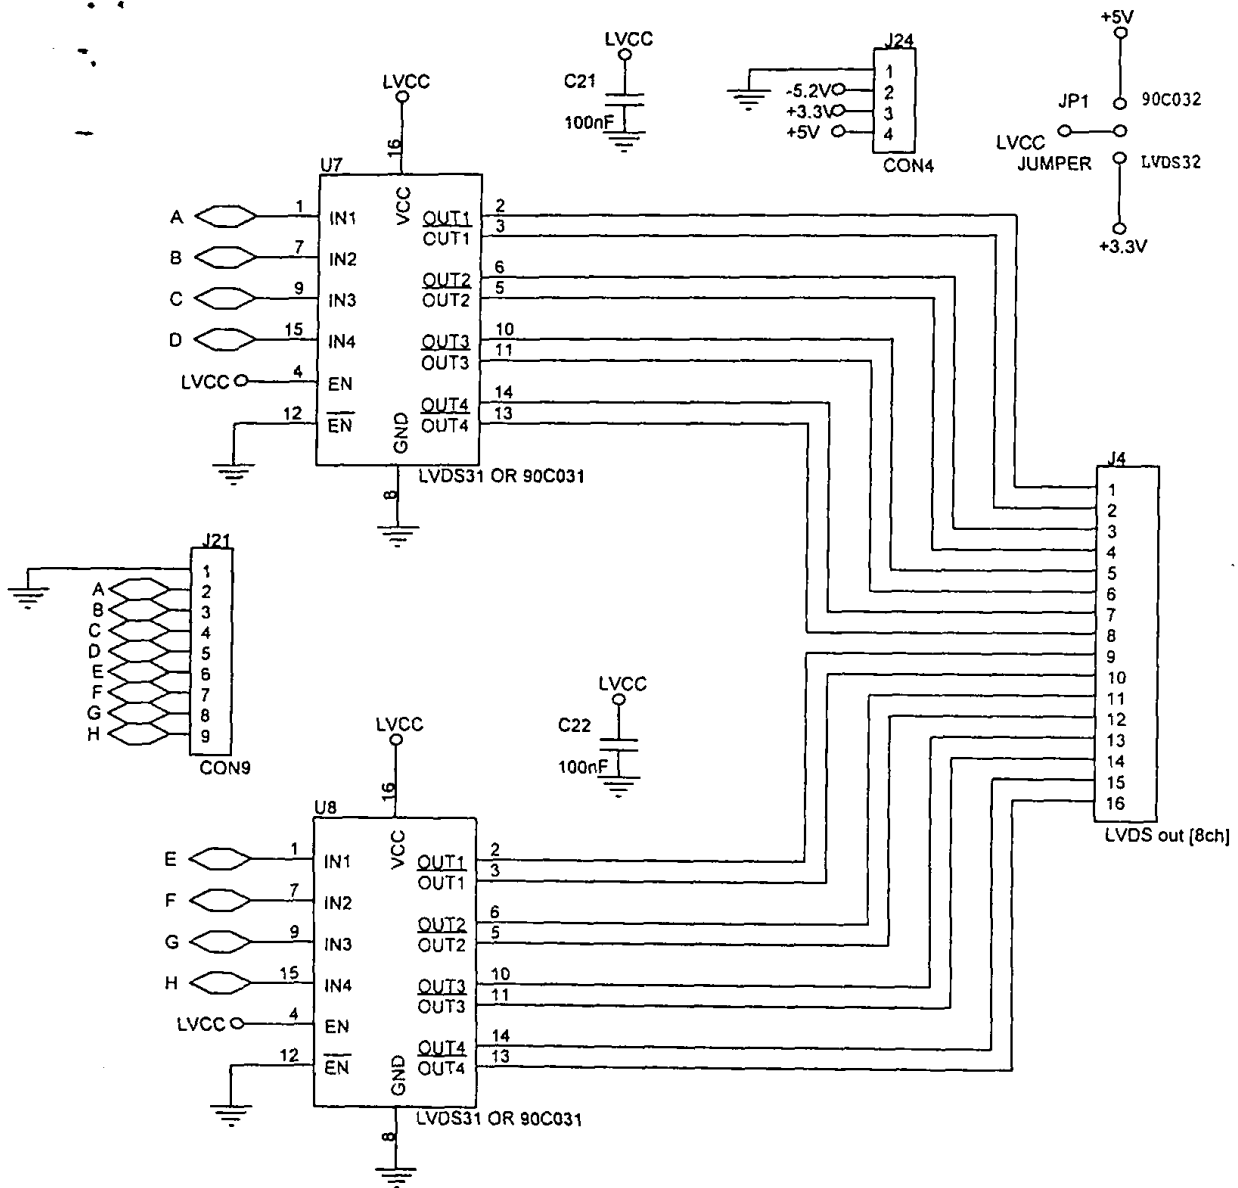 +5V
LVCC
J24
C21
1
LVCC
-5.2V 2
JP1 90C032
+3.3V 3
100nF
+5V 4
LVCC
16
CON4
JUMPER LVDS32
U7
VCC
A 1 IN1 OUT1 2
OUT1 3
+3.3V
B 7 IN2
OUT2 6
C 9 IN3 OUT2 5
D 15 IN4 OUT3 10
OUT3 11
LVCC 4 EN
OUT4 14
12 EN GND OUT4 13
J4
LVDS31 OR 90C031
8
1
2
3
4
5
6
7
8
9
10
11
12
13
14
15
16
LVDS out [8ch]
J21
1
A 2
B 3
C 4
D 5
E 6
F 7
G 8
H 9
CON9
LVCC
C22
100nF
LVCC
16
U8
VCC
E 1 IN1 OUT1 2
OUT1 3
F 7 IN2
OUT2 6
G 9 IN3 OUT2 5
H 15 IN4 OUT3 10
OUT3 11
LVCC 4 EN
OUT4 14
12 EN GND OUT4 13
LVDS31 OR 90C031
8